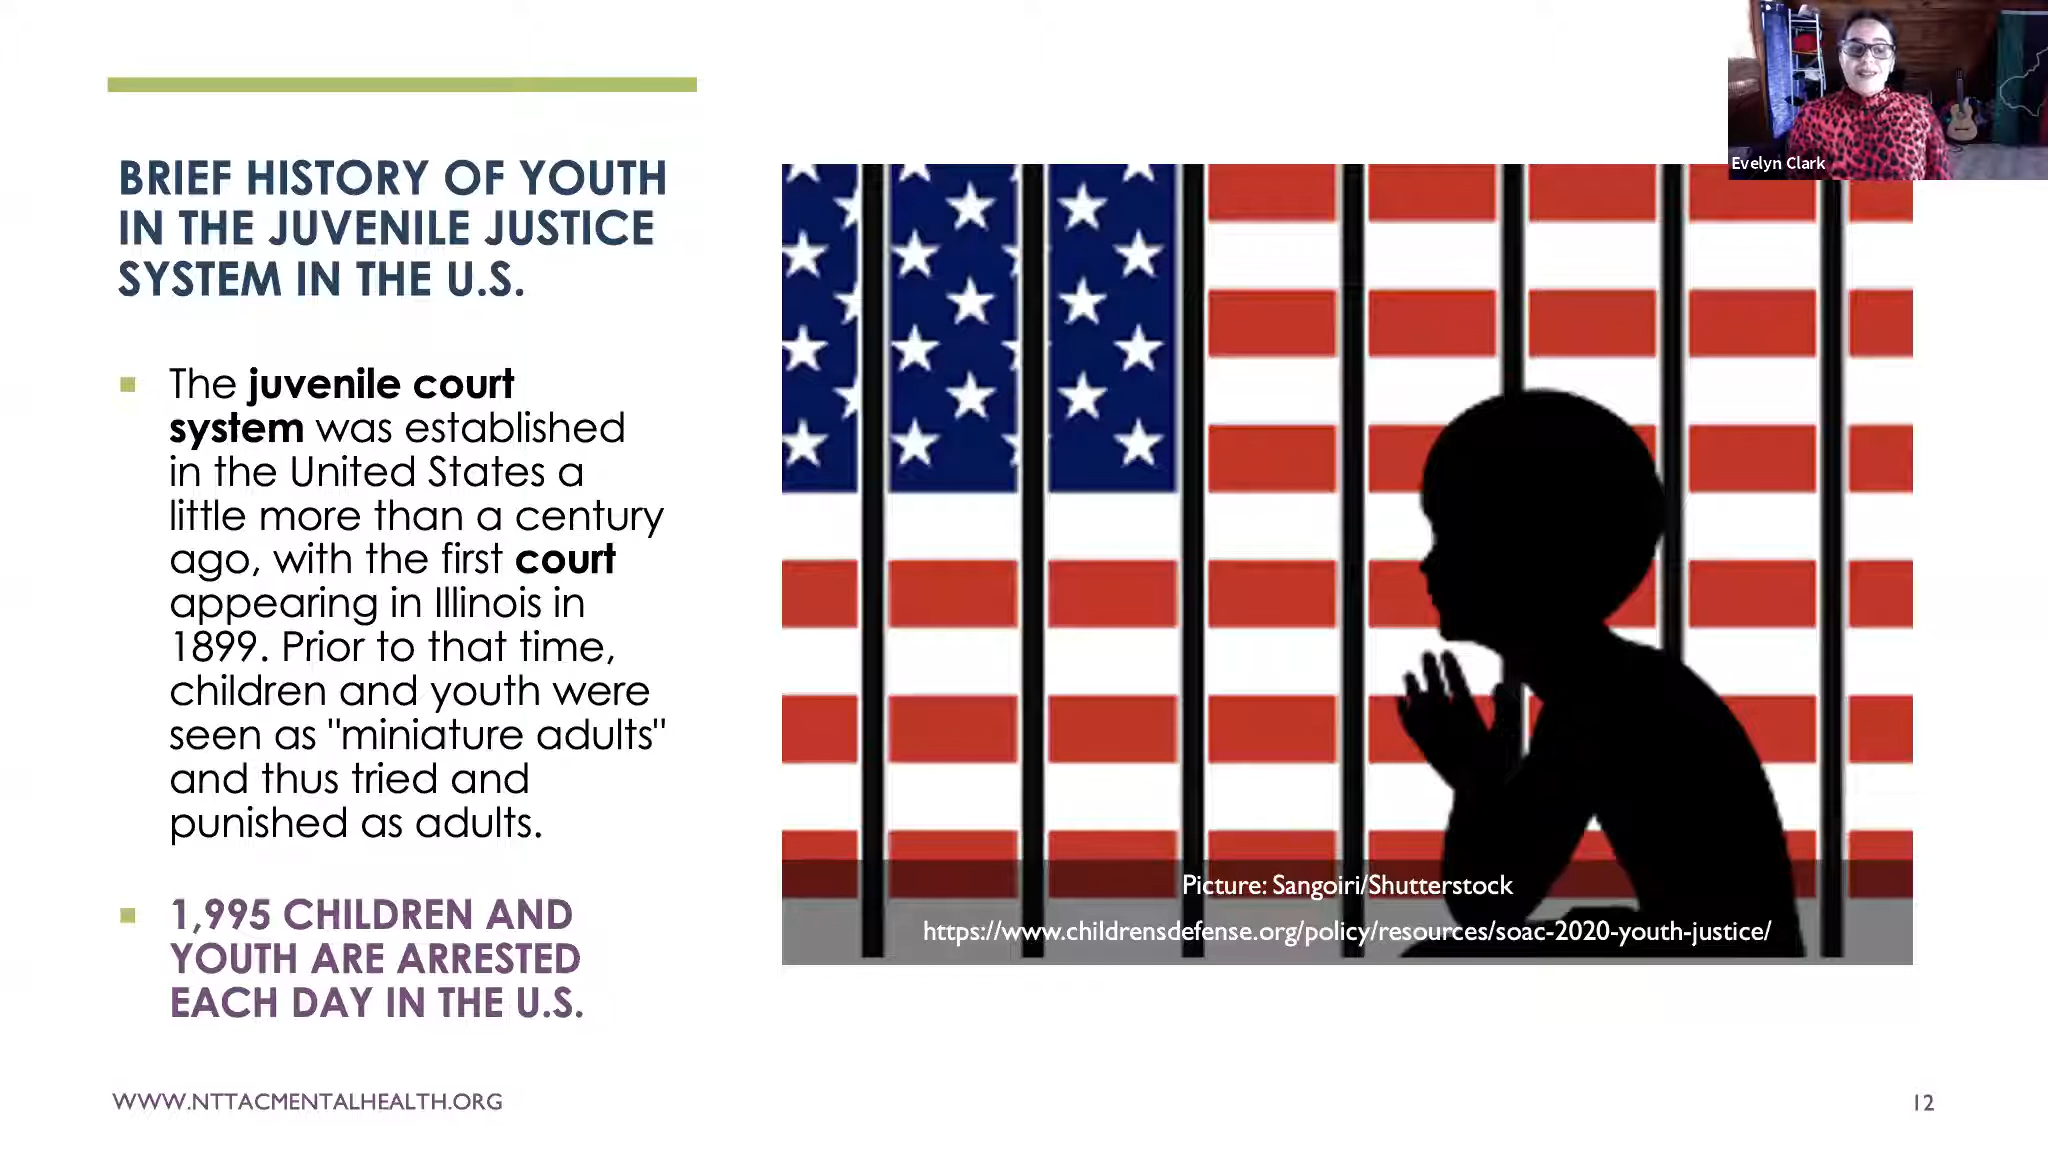 Evelyn Clark
BRIEF HISTORY OF YOUTH
IN THE JUVENILE JUSTICE
SYSTEM IN THE U.S.
The juvenile court
system was established
in the United States a
little more than a century
ago, with the first court
appearing in Illinois in
1899. Prior to that time,
children and youth were
seen as "miniature adults"
and thus tried and
punished as adults.
1,995 CHILDREN AND
YOUTH ARE ARRESTED
EACH DAY IN THE U.S.
Picture: Sangoiri/Shutterstock
https://www.childrensdefense.org/policy/resources/soac-2020-youth-justice/
WWW.NTTACMENTALHEALTH.ORG
12